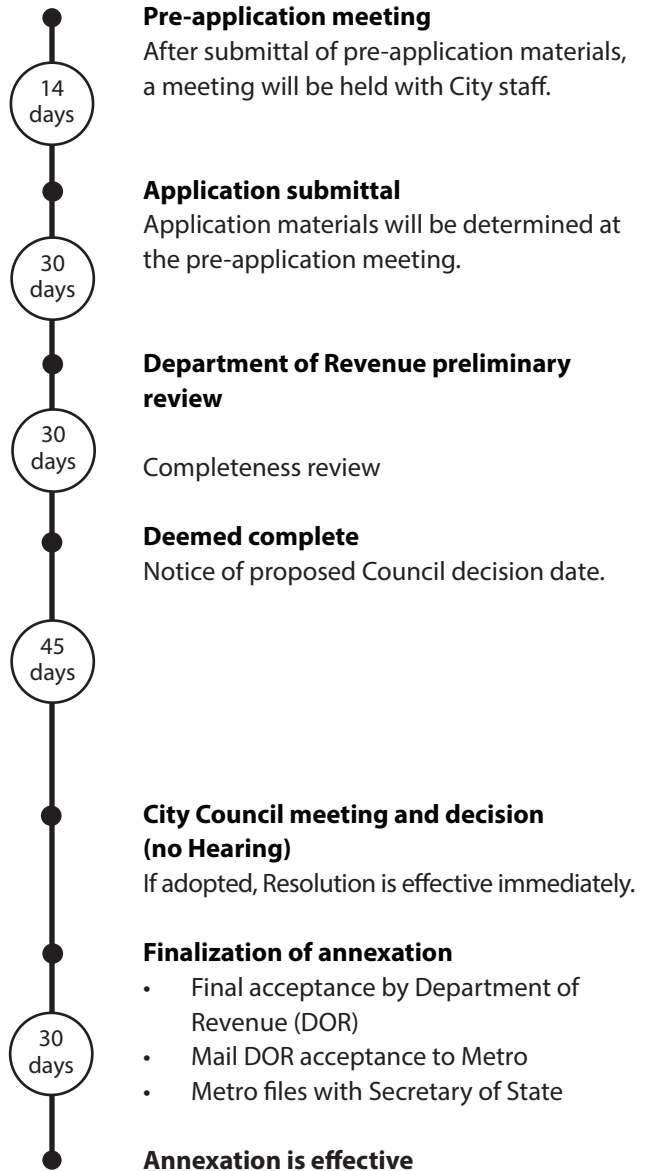 Pre-application meeting
After submittal of pre-application materials,
a meeting will be held with City staff.
14
days
Application submittal
Application materials will be determined at
the pre-application meeting.
30
days
Department of Revenue preliminary
review
30
days
Completeness review
Deemed complete
Notice of proposed Council decision date.
45
days
City Council meeting and decision
(no Hearing)
If adopted, Resolution is effective immediately.
Finalization of annexation
• Final acceptance by Department of
Revenue (DOR)
30
days
• Mail DOR acceptance to Metro
• Metro files with Secretary of State
Annexation is effective